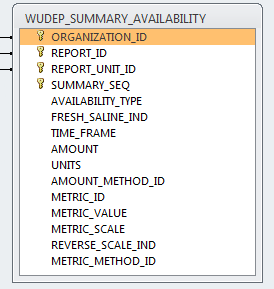 WUDEP_SUMMARY_AVAILABILITY
ORGANIZATION_ID
REPORT_ID
REPORT_UNIT_ID
SUMMARY_SEQ
AVAILABILITY_TYPE
FRESH_SALINE_IND
TIME_FRAME
AMOUNT
UNITS
AMOUNT_METHOD_ID
METRIC_ID
METRIC_VALUE
METRIC_SCALE
REVERSE_SCALE_IND
METRIC_METHOD_ID